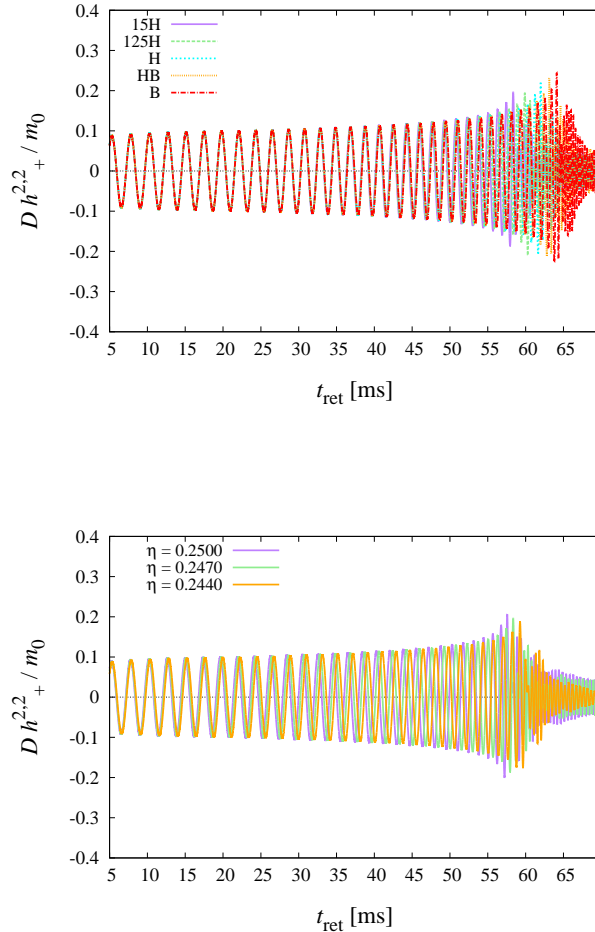 15H
125H
H
HB
B
0.4
0.3
0.2
0.1
0
-0.1
-0.2
-0.3
-0.4
D h^{2,2}_+ / m_0
5 10 15 20 25 30 35 40 45 50 55 60 65
t_ret [ms]
η = 0.2500
η = 0.2470
η = 0.2440
0.4
0.3
0.2
0.1
0
-0.1
-0.2
-0.3
-0.4
D h^{2,2}_+ / m_0
5 10 15 20 25 30 35 40 45 50 55 60 65
t_ret [ms]